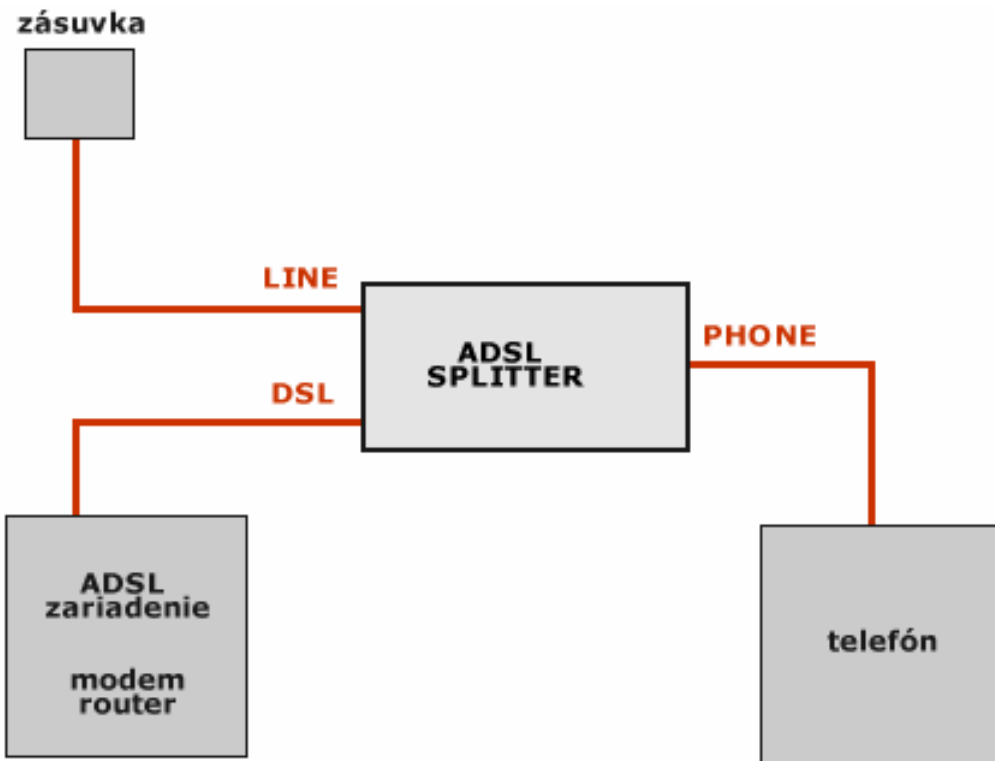 zásuvka
LINE
ADSL
SPLITTER
PHONE
DSL
ADSL
zariadenie
modem
router
telefón